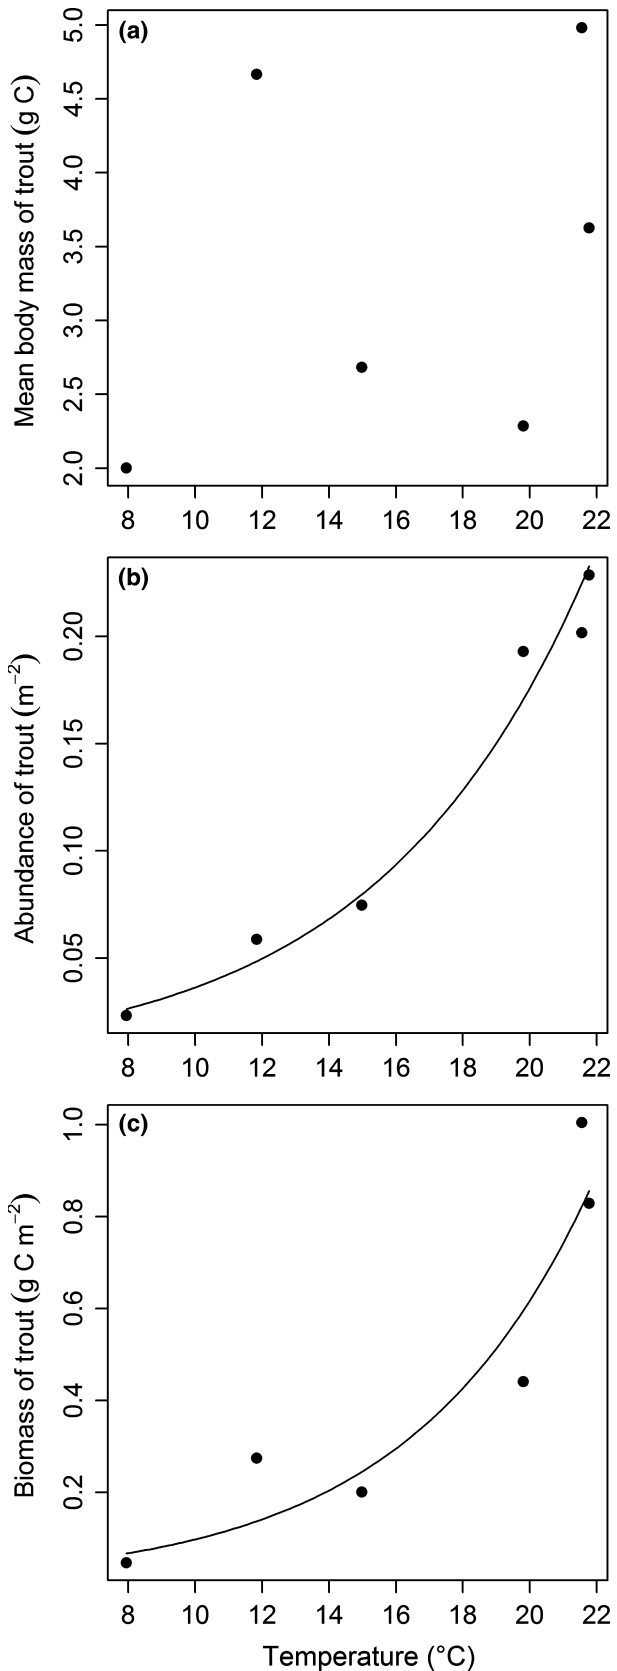 (a)
Mean body mass of trout (g C)
5.0
4.5
4.0
3.5
3.0
2.5
2.0
8 10 12 14 16 18 20 22
(b)
Abundance of trout (m⁻²)
0.20
0.15
0.10
0.05
8 10 12 14 16 18 20 22
(c)
Biomass of trout (g C m⁻²)
1.0
0.8
0.6
0.4
0.2
8 10 12 14 16 18 20 22
Temperature (°C)